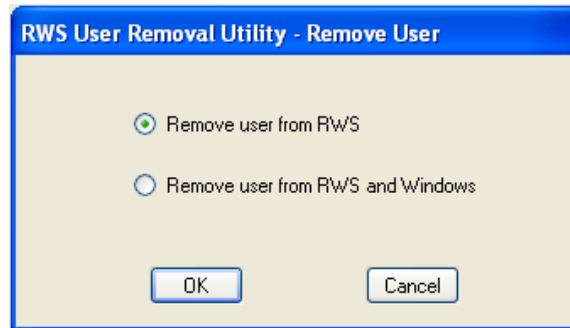 RWS User Removal Utility - Remove User
Remove user from RWS
Remove user from RWS and Windows
OK
Cancel